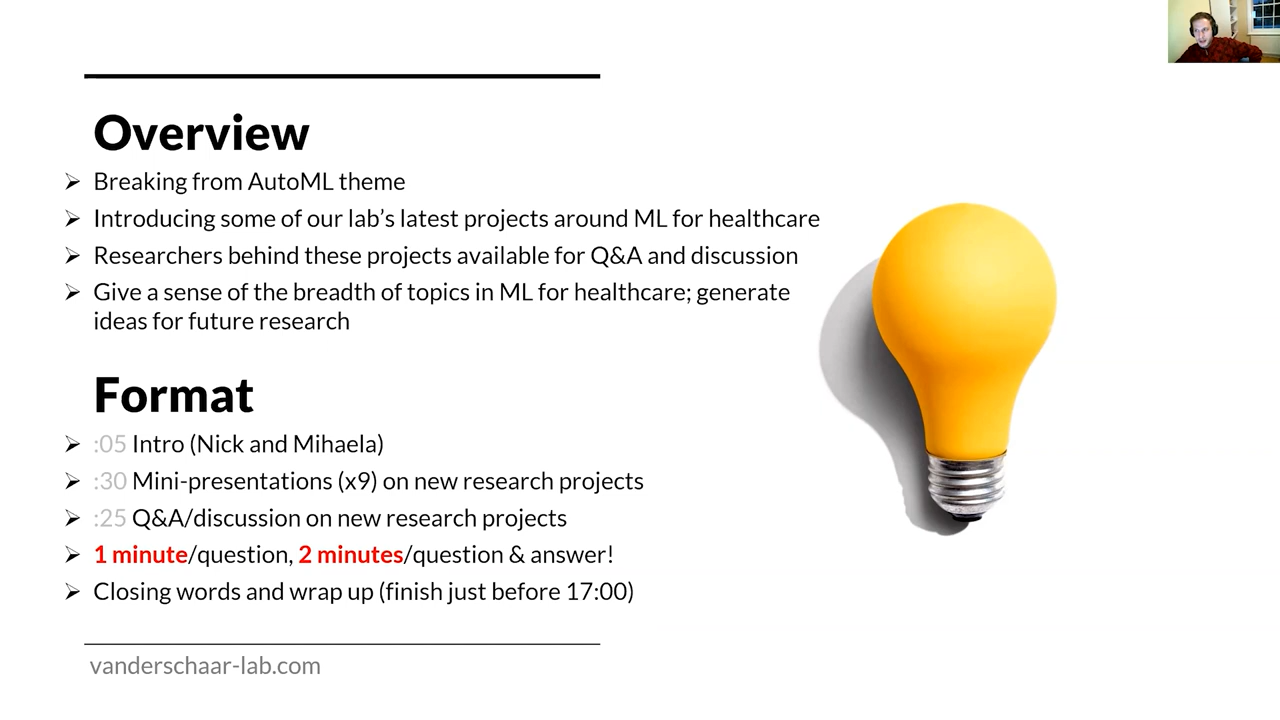 Overview
Breaking from AutoML theme
Introducing some of our lab’s latest projects around ML for healthcare
Researchers behind these projects available for Q&A and discussion
Give a sense of the breadth of topics in ML for healthcare; generate
ideas for future research
Format
:05 Intro (Nick and Mihaela)
:30 Mini-presentations (x9) on new research projects
:25 Q&A/discussion on new research projects
1 minute/question, 2 minutes/question & answer!
Closing words and wrap up (finish just before 17:00)
vanderschaar-lab.com